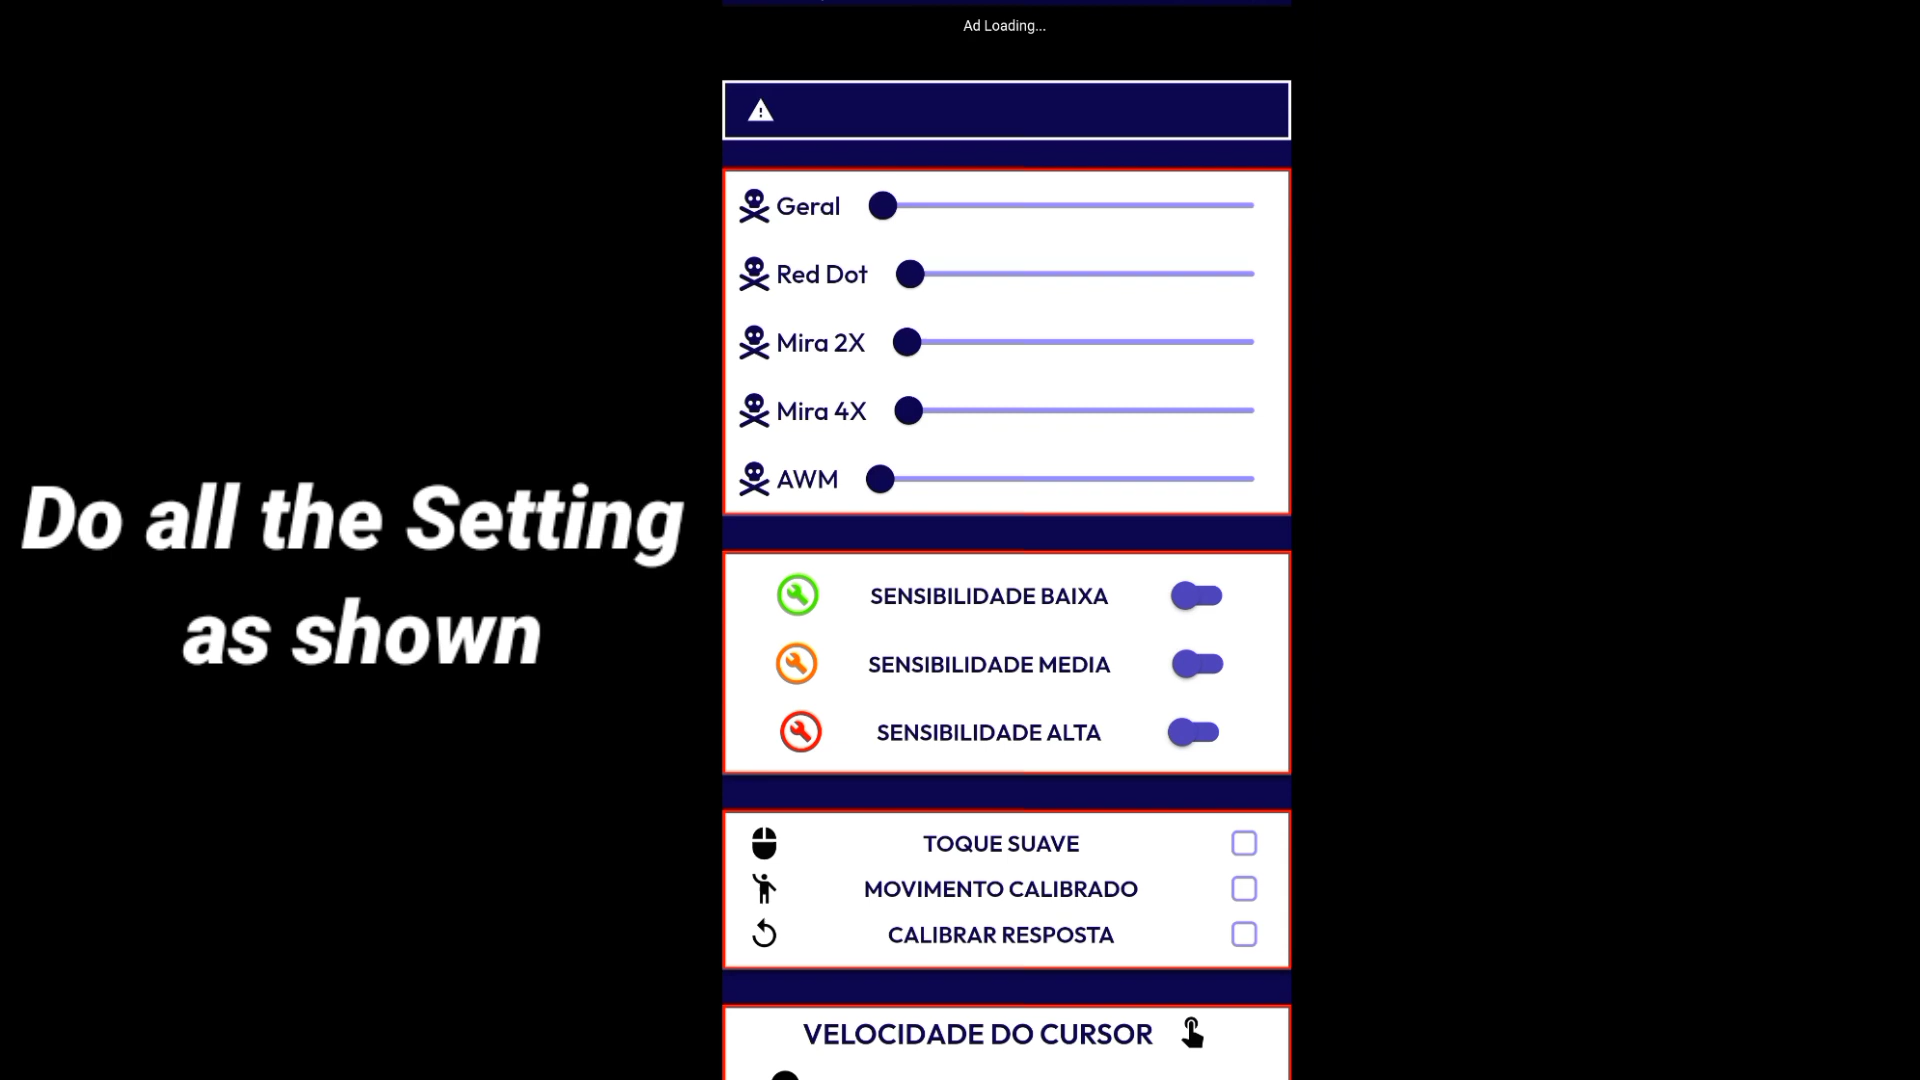 Ad Loading...
Geral
Red Dot
Mira 2X
Mira 4X
AWM
Do all the Setting
as shown
SENSIBILIDADE BAIXA
SENSIBILIDADE MEDIA
SENSIBILIDADE ALTA
TOQUE SUAVE
MOVIMENTO CALIBRADO
CALIBRAR RESPOSTA
VELOCIDADE DO CURSOR